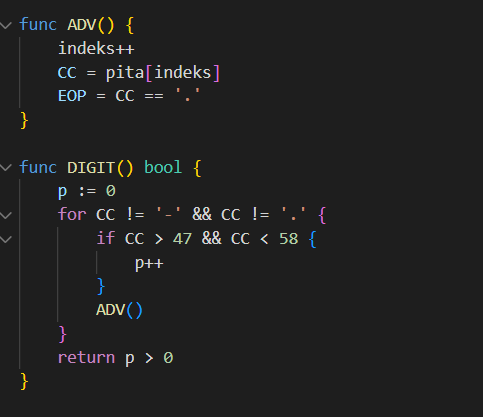 func ADV() {
    indeks++
    CC = pita[indeks]
    EOP = CC == '.'
}

func DIGIT() bool {
    p := 0
    for CC != '-' && CC != '.' {
        if CC > 47 && CC < 58 {
            p++
        }
        ADV()
    }
    return p > 0
}